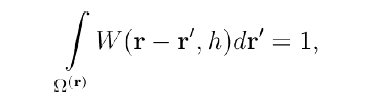 ∫_{Ω^{(𝐫)}} W(𝐫 − 𝐫′, h)d𝐫′ = 1,